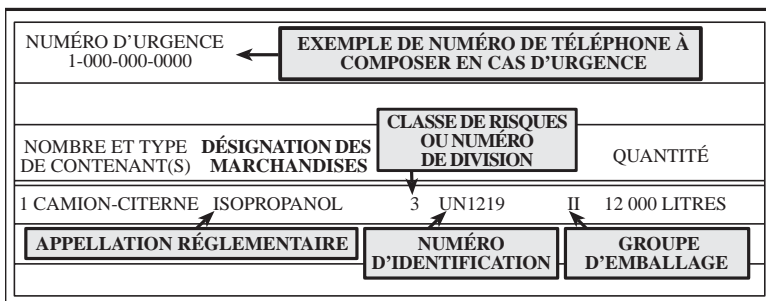 NUMÉRO D'URGENCE
1-000-000-0000
EXEMPLE DE NUMÉRO DE TÉLÉPHONE À
COMPOSER EN CAS D'URGENCE
CLASSE DE RISQUES
OU NUMÉRO
DE DIVISION
NOMBRE ET TYPE
DE CONTENANT(S)
DÉSIGNATION DES
MARCHANDISES
QUANTITÉ
1 CAMION-CITERNE ISOPROPANOL 3 UN1219 II 12 000 LITRES
APPELLATION RÉGLEMENTAIRE
NUMÉRO
D'IDENTIFICATION
GROUPE
D'EMBALLAGE